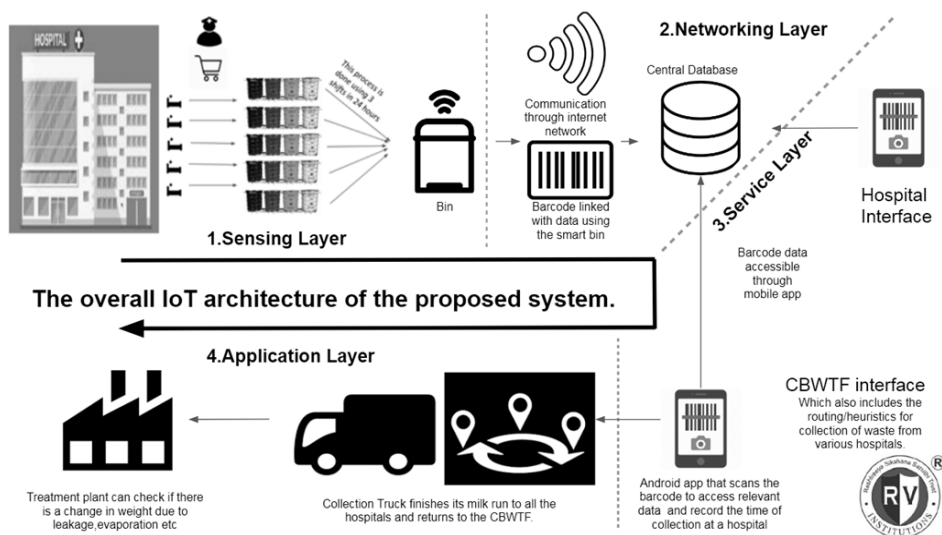 HOSPITAL
This process is
done using 3
shifts in 24 hours
Bin
1.Sensing Layer
Communication
through internet
network
Barcode linked
with data using
the smart bin
2.Networking Layer
Central Database
3.Service Layer
Hospital
Interface
Barcode data
accessible
through
mobile app
The overall IoT architecture of the proposed system.
4.Application Layer
Treatment plant can check if there
is a change in weight due to
leakage,evaporation etc
Collection Truck finishes its milk run to all the
hospitals and returns to the CBWTF.
Android app that scans the
barcode to access relevant
data and record the time of
collection at a hospital
CBWTF interface
Which also includes the
routing/heuristics for
collection of waste from
various hospitals.
®
RV
INSTITUTIONS